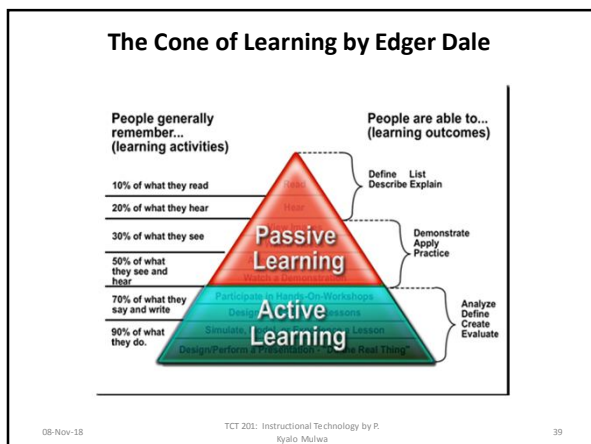 The Cone of Learning by Edger Dale
People generally
remember...
(learning activities)
People are able to...
(learning outcomes)
10% of what they read
20% of what they hear
30% of what they see
50% of what
they see and
hear
70% of what they
say and write
90% of what
they do.
Read
Hear
Passive
Learning
Watch a Demonstration
Participate in Hands-On-Workshops
Active
Learning
Define List
Describe Explain
Demonstrate
Apply
Practice
Analyze
Define
Create
Evaluate
08-Nov-18
TCT 201: Instructional Technology by P.
Kyalo Mulwa
39